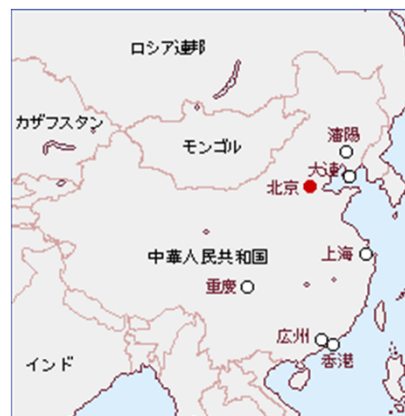 ロシア連邦
カザフスタン
モンゴル
瀋陽
大連
北京
中華人民共和国
上海
重慶
広州
香港
インド